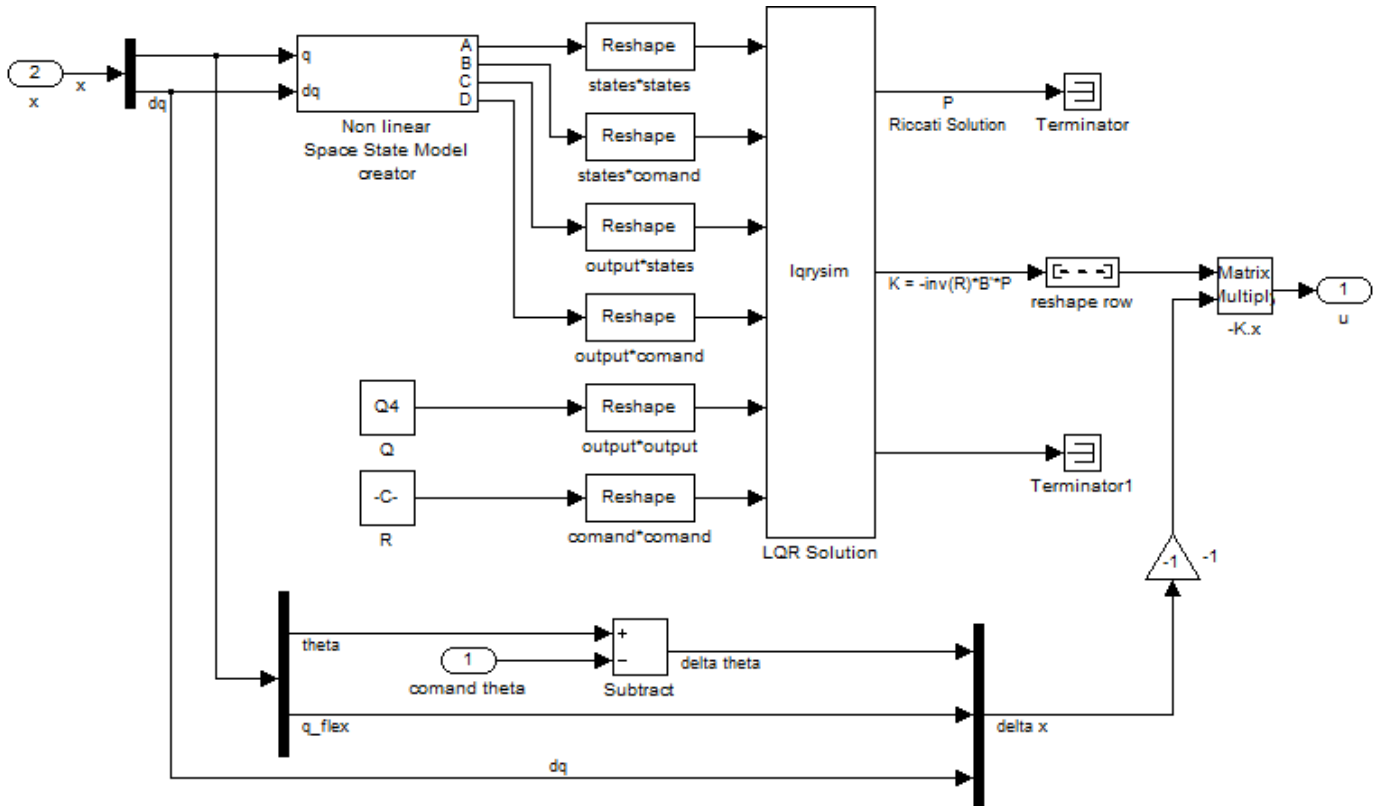 2
x
x
dq
q
dq
A
B
C
D
Non linear
Space State Model
creator
Reshape
states*states
Reshape
states*comand
Reshape
output*states
Reshape
output*comand
Q4
Q
Reshape
output*output
-C-
R
Reshape
comand*comand
lqrysim
LQR Solution
P
Riccati Solution
Terminator
K = -inv(R)*B'*P
reshape row
Matrix
Multiply
-K.x
1
u
Terminator1
-1
-1
theta
1
comand theta
+
−
Subtract
delta theta
q_flex
dq
delta x